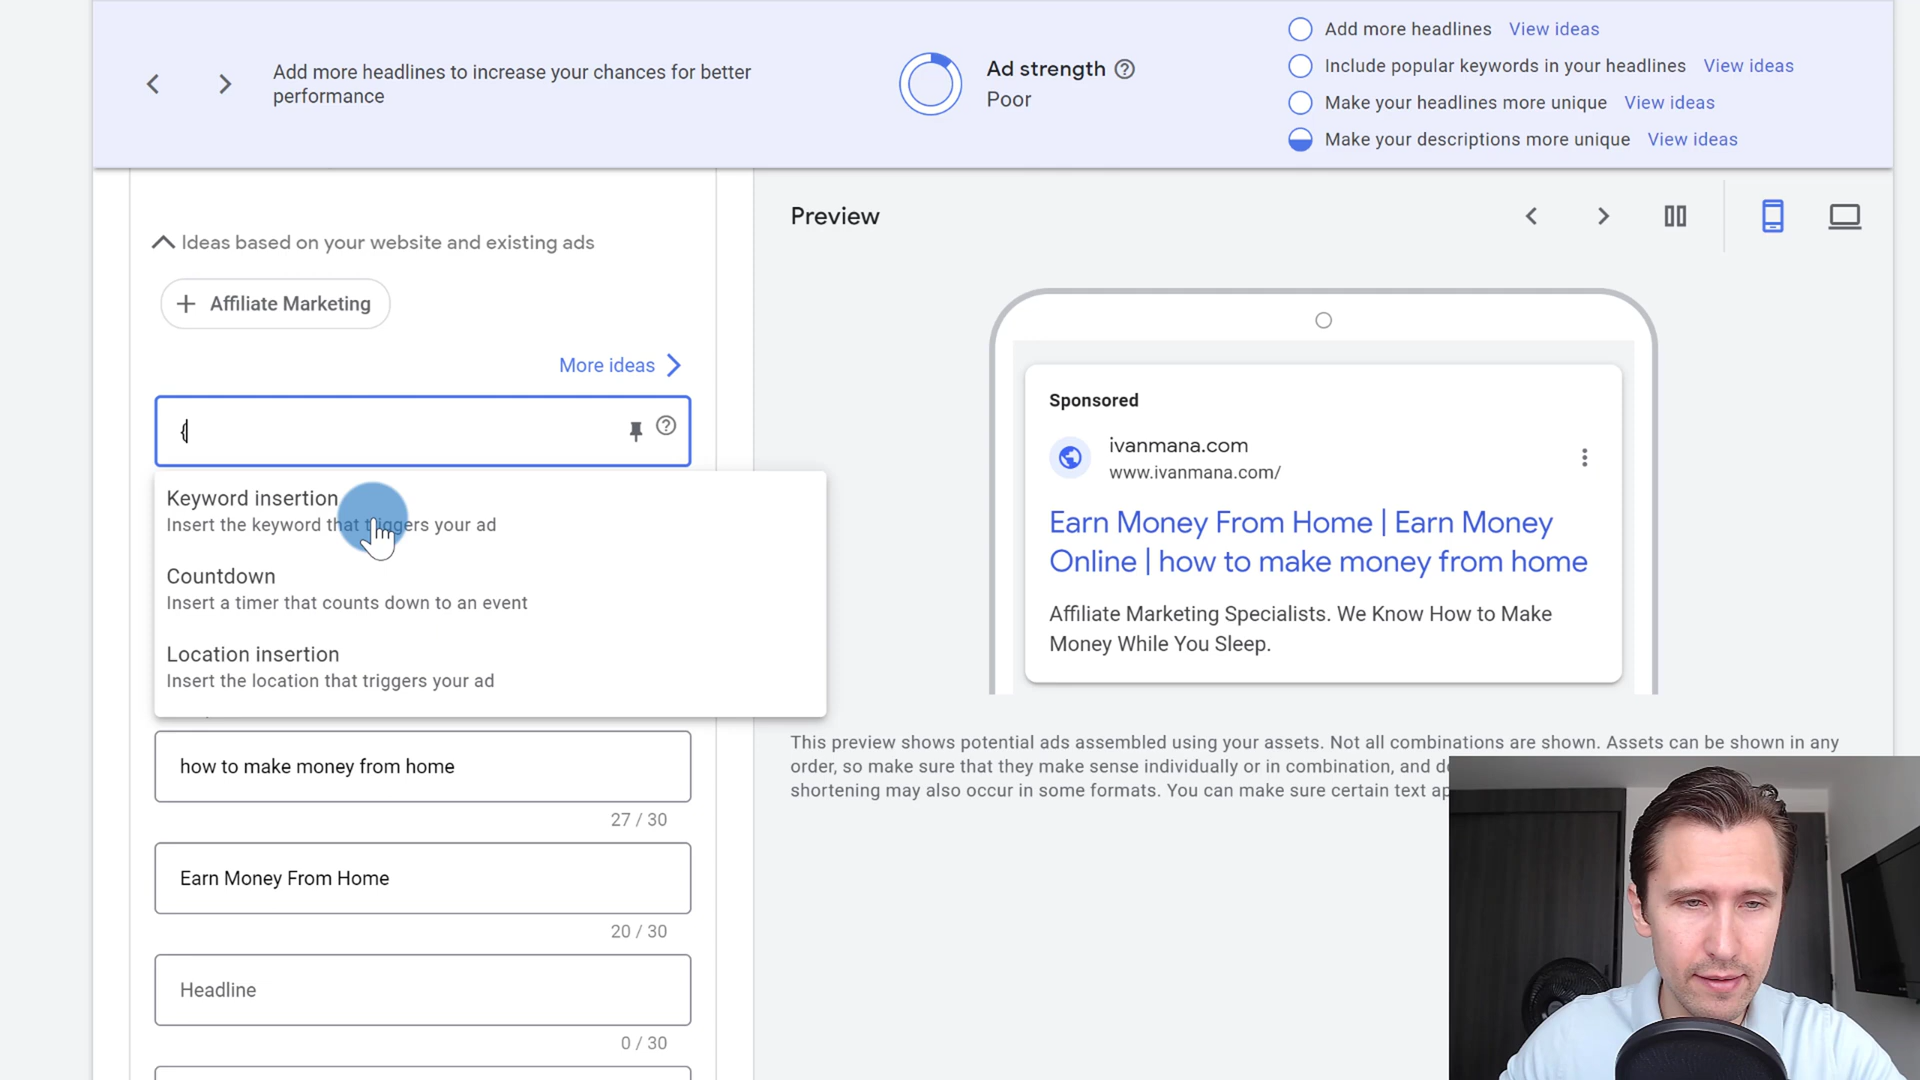 Add more headlines to increase your chances for better
performance
Ad strength
Poor
Add more headlines View ideas
Include popular keywords in your headlines View ideas
Make your headlines more unique View ideas
Make your descriptions more unique View ideas
Ideas based on your website and existing ads
+ Affiliate Marketing
More ideas
{
Keyword insertion
Insert the keyword that triggers your ad
Countdown
Insert a timer that counts down to an event
Location insertion
Insert the location that triggers your ad
how to make money from home
27 / 30
Earn Money From Home
20 / 30
Headline
0 / 30
Preview
Sponsored
ivanmana.com
www.ivanmana.com/
Earn Money From Home | Earn Money
Online | how to make money from home
Affiliate Marketing Specialists. We Know How to Make
Money While You Sleep.
This preview shows potential ads assembled using your assets. Not all combinations are shown. Assets can be shown in any
order, so make sure that they make sense individually or in combination, and
shortening may also occur in some formats. You can make sure certain text